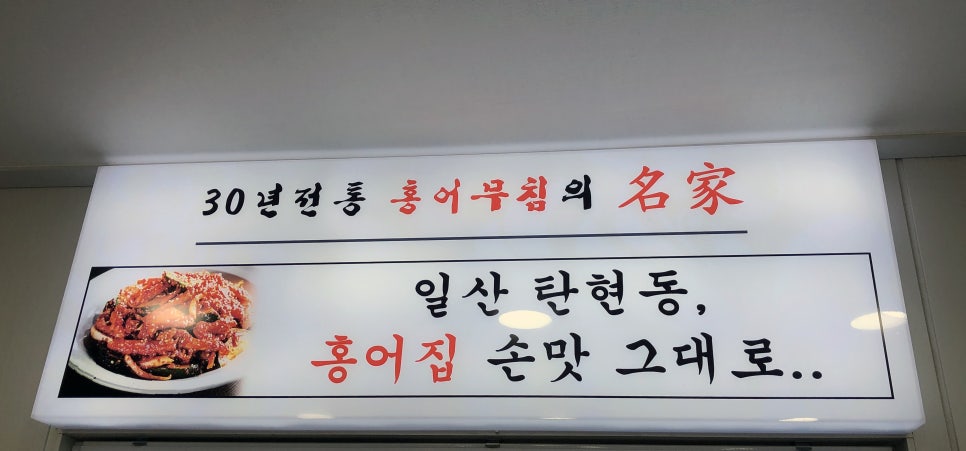 30년전통 홍어무침의 名家
일산 탄현동,
홍어집 손맛 그대로..